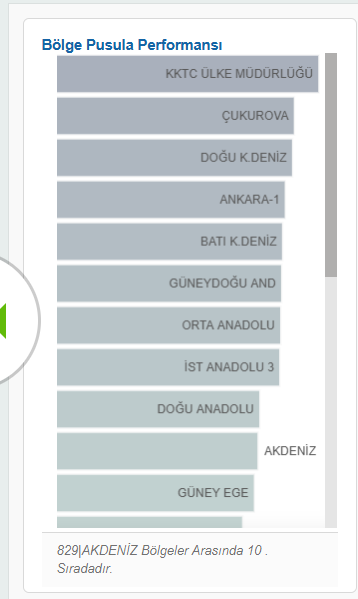 Bölge Pusula Performansı
KKTC ÜLKE MÜDÜRLÜĞÜ
ÇUKUROVA
DOĞU K.DENİZ
ANKARA-1
BATI K.DENİZ
GÜNEYDOĞU AND
ORTA ANADOLU
İST ANADOLU 3
DOĞU ANADOLU
AKDENİZ
GÜNEY EGE
829|AKDENİZ Bölgeler Arasında 10 .
Sıradadır.